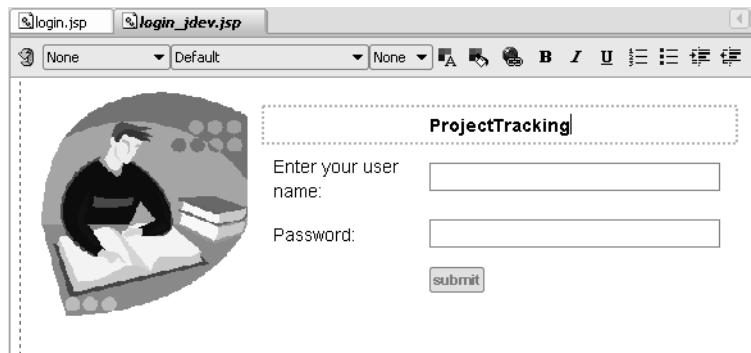 login.jsp login_jdev.jsp
None Default None A B I U
ProjectTracking
Enter your user
name:
Password:
submit